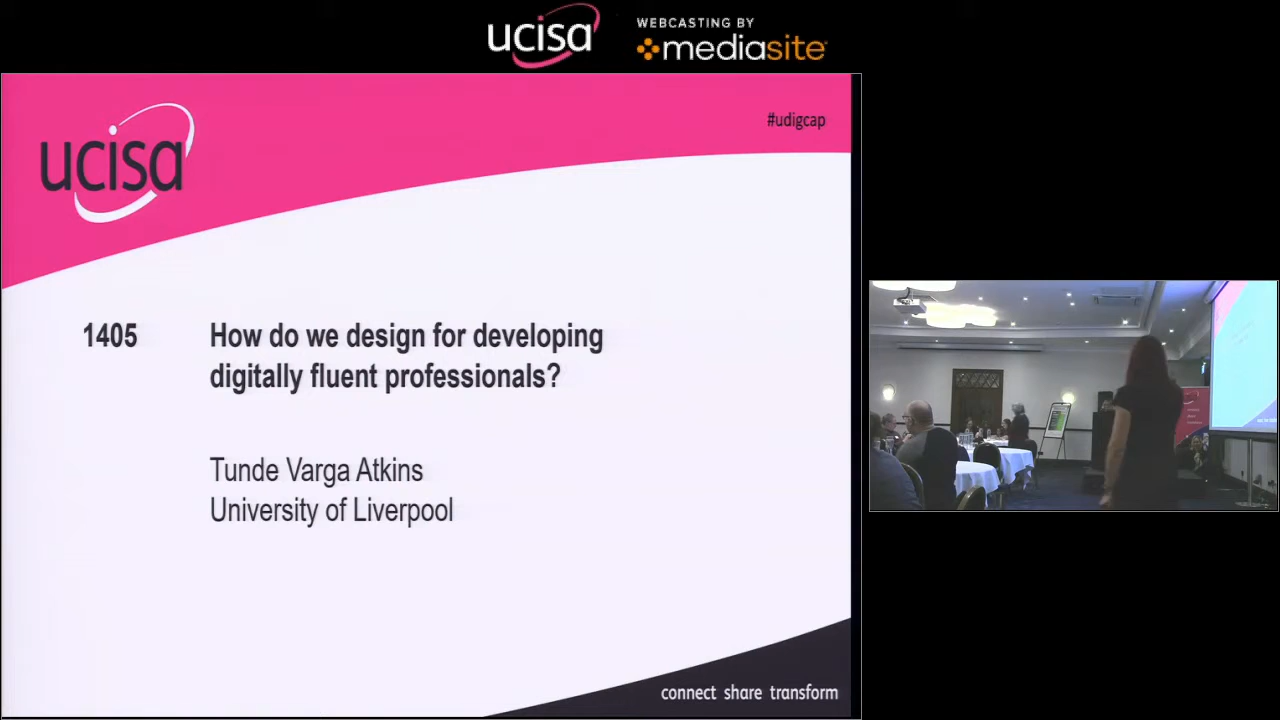 ucisa
WEBCASTING BY
mediasite
#udigcap
ucisa
1405
How do we design for developing
digitally fluent professionals?
Tunde Varga Atkins
University of Liverpool
connect share transform